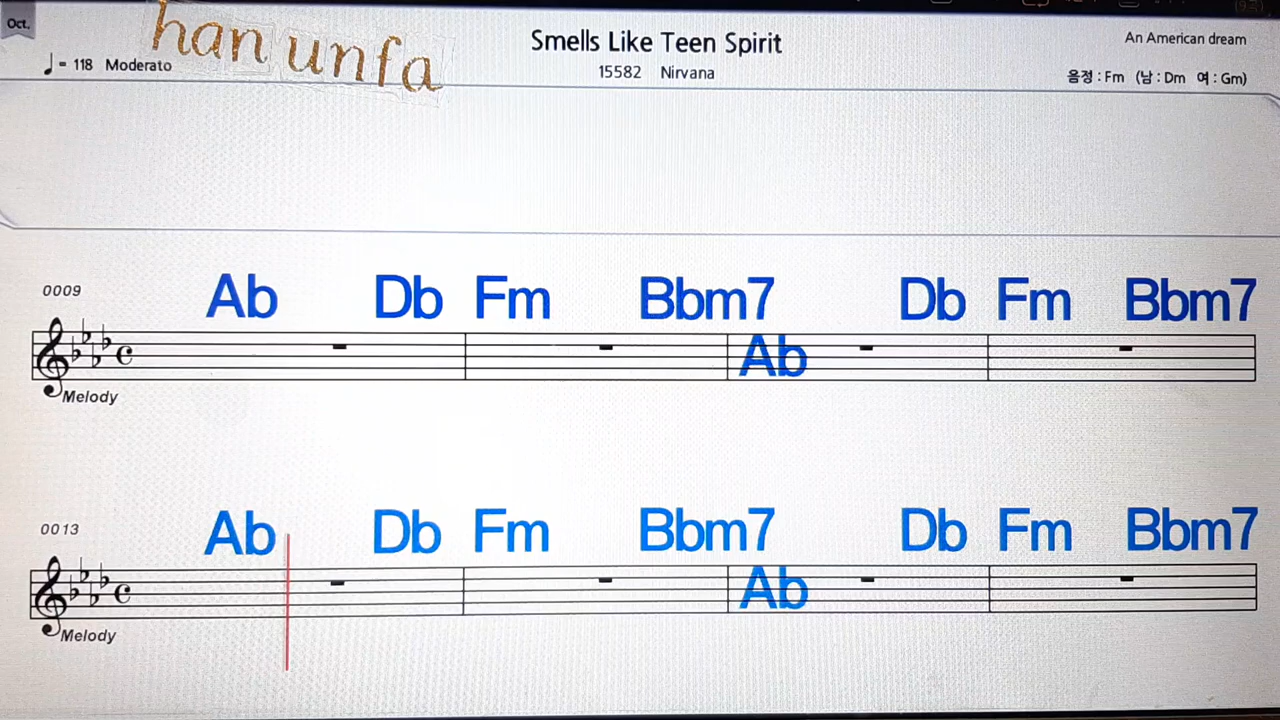 Oct.
han unfa
Smells Like Teen Spirit
An American dream
♩= 118 Moderato
15582 Nirvana
음정 : Fm (남 : Dm 여 : Gm)
0009
Ab Db Fm Bbm7 Db Fm Bbm7
Ab
Melody
0013
Ab Db Fm Bbm7 Db Fm Bbm7
Ab
Melody